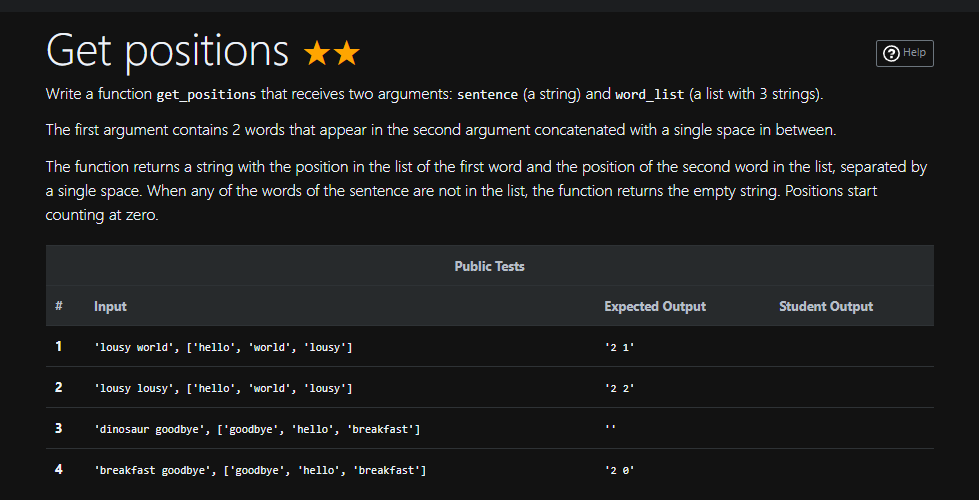 Get positions ★★
? Help
Write a function get_positions that receives two arguments: sentence (a string) and word_list (a list with 3 strings).
The first argument contains 2 words that appear in the second argument concatenated with a single space in between.
The function returns a string with the position in the list of the first word and the position of the second word in the list, separated by
a single space. When any of the words of the sentence are not in the list, the function returns the empty string. Positions start
counting at zero.
Public Tests
# Input Expected Output Student Output
1 'lousy world', ['hello', 'world', 'lousy'] '2 1'
2 'lousy lousy', ['hello', 'world', 'lousy'] '2 2'
3 'dinosaur goodbye', ['goodbye', 'hello', 'breakfast'] ''
4 'breakfast goodbye', ['goodbye', 'hello', 'breakfast'] '2 0'